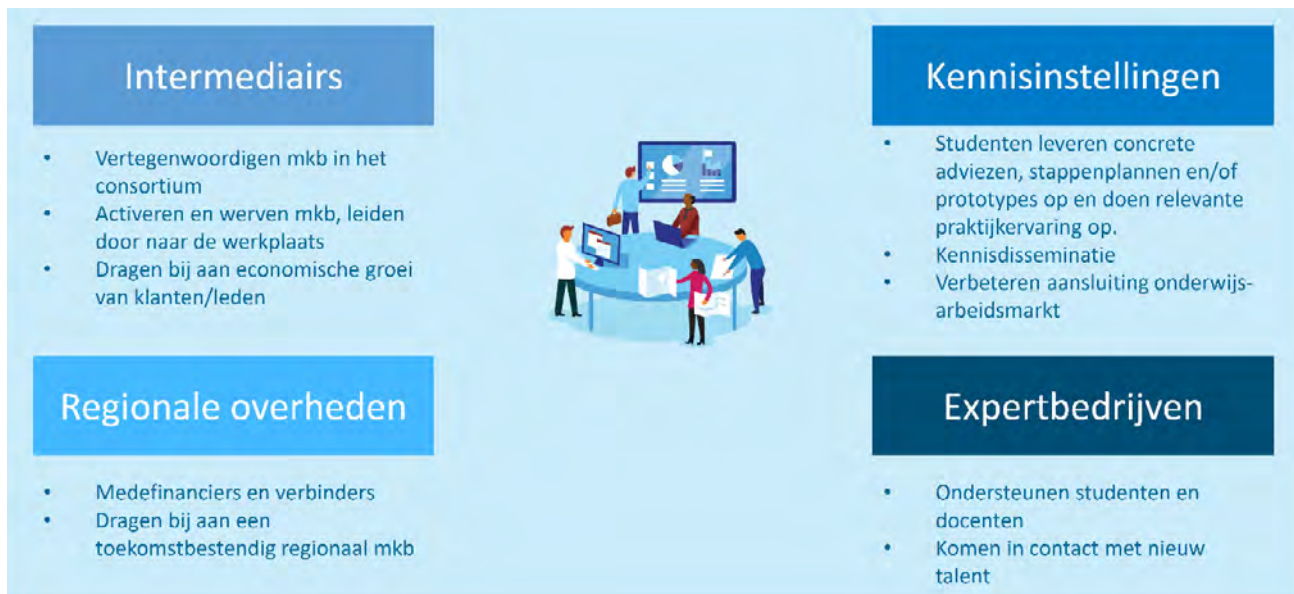 Intermediairs
• Vertegenwoordigen mkb in het
consortium
• Activeren en werven mkb, leiden
door naar de werkplaats
• Dragen bij aan economische groei
van klanten/leden
Regionale overheden
• Medefinanciers en verbinders
• Dragen bij aan een
toekomstbestendig regionaal mkb
Kennisinstellingen
• Studenten leveren concrete
adviezen, stappenplannen en/of
prototypes op en doen relevante
praktijkervaring op.
• Kennisdisseminatie
• Verbeteren aansluiting onderwijs-
arbeidsmarkt
Expertbedrijven
• Ondersteunen studenten en
docenten
• Komen in contact met nieuw
talent